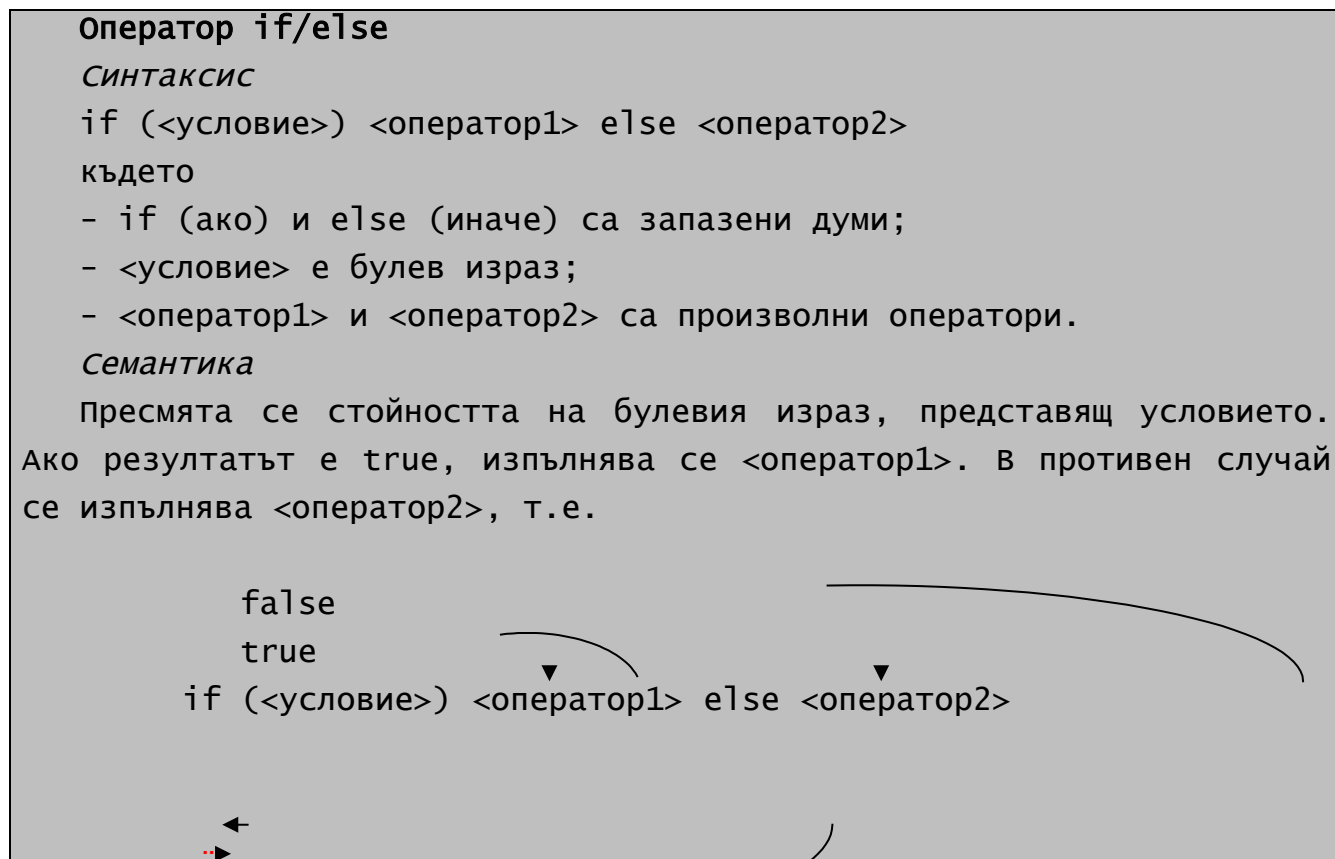 Оператор if/else
Синтаксис
if (<условие>) <оператор1> else <оператор2>
където
- if (ако) и else (иначе) са запазени думи;
- <условие> е булев израз;
- <оператор1> и <оператор2> са произволни оператори.
Семантика
Пресмята се стойността на булевия израз, представящ условието.
Ако резултатът е true, изпълнява се <оператор1>. В противен случай
се изпълнява <оператор2>, т.е.
false
true
if (<условие>) <оператор1> else <оператор2>